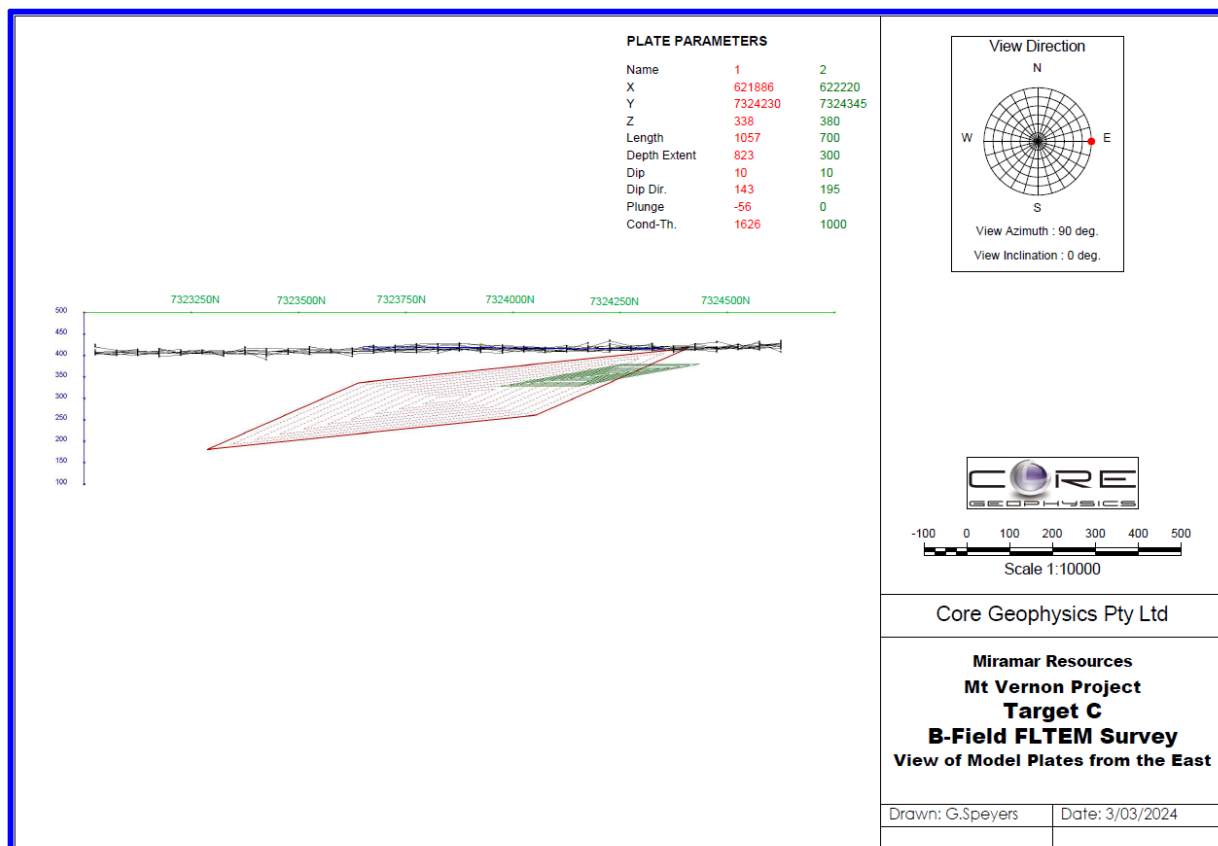 PLATE PARAMETERS
Name 1 2
X 621886 622220
Y 7324230 7324345
Z 338 380
Length 1057 700
Depth Extent 823 300
Dip 10 10
Dip Dir. 143 195
Plunge -56 0
Cond-Th. 1626 1000
7323250N 7323500N 7323750N 7324000N 7324250N 7324500N
500
450
400
350
300
250
200
150
100
View Direction
N
W E
S
View Azimuth : 90 deg.
View Inclination : 0 deg.
CORE
GEOPHYSICS
-100 0 100 200 300 400 500
Scale 1:10000
Core Geophysics Pty Ltd
Miramar Resources
Mt Vernon Project
Target C
B-Field FLTEM Survey
View of Model Plates from the East
Drawn: G.Speyers Date: 3/03/2024